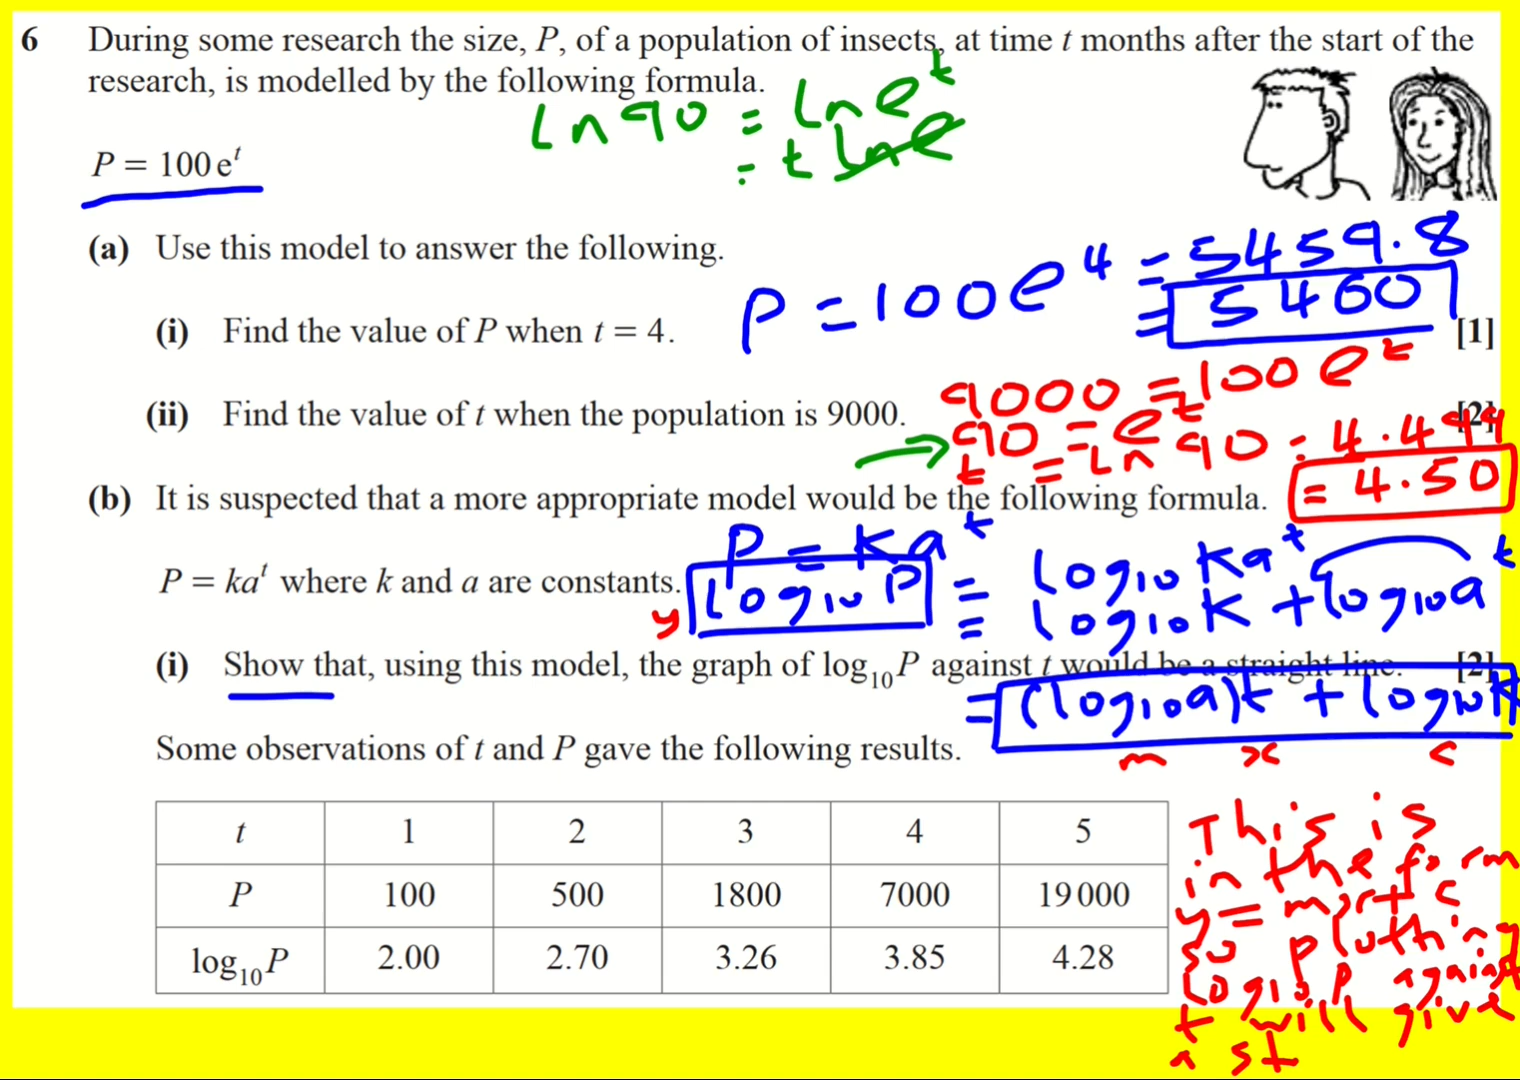 6 During some research the size, P, of a population of insects, at time t months after the start of the
research, is modelled by the following formula.
ln 90 = ln e^t
= t ln e
P = 100 e^t
(a) Use this model to answer the following.
P = 100e^4 = 5459.8
= 5460
(i) Find the value of P when t = 4. [1]
9000 = 100 e^t
(ii) Find the value of t when the population is 9000. [2]
90 = e^t
t = ln 90 = 4.499
= 4.50
(b) It is suspected that a more appropriate model would be the following formula.
P = ka^t
P = ka^t where k and a are constants.
y log10 P = log10 ka^t
= log10 k + log10 a^t
(i) Show that, using this model, the graph of log10 P against t would be a straight line. [2]
= (log10 a)t + log10 k
m x c
Some observations of t and P gave the following results.
t 1 2 3 4 5
P 100 500 1800 7000 19000
log10 P 2.00 2.70 3.26 3.85 4.28
This is
in the form
y = mx + c
so plotting
log10 P against
t will give
a st